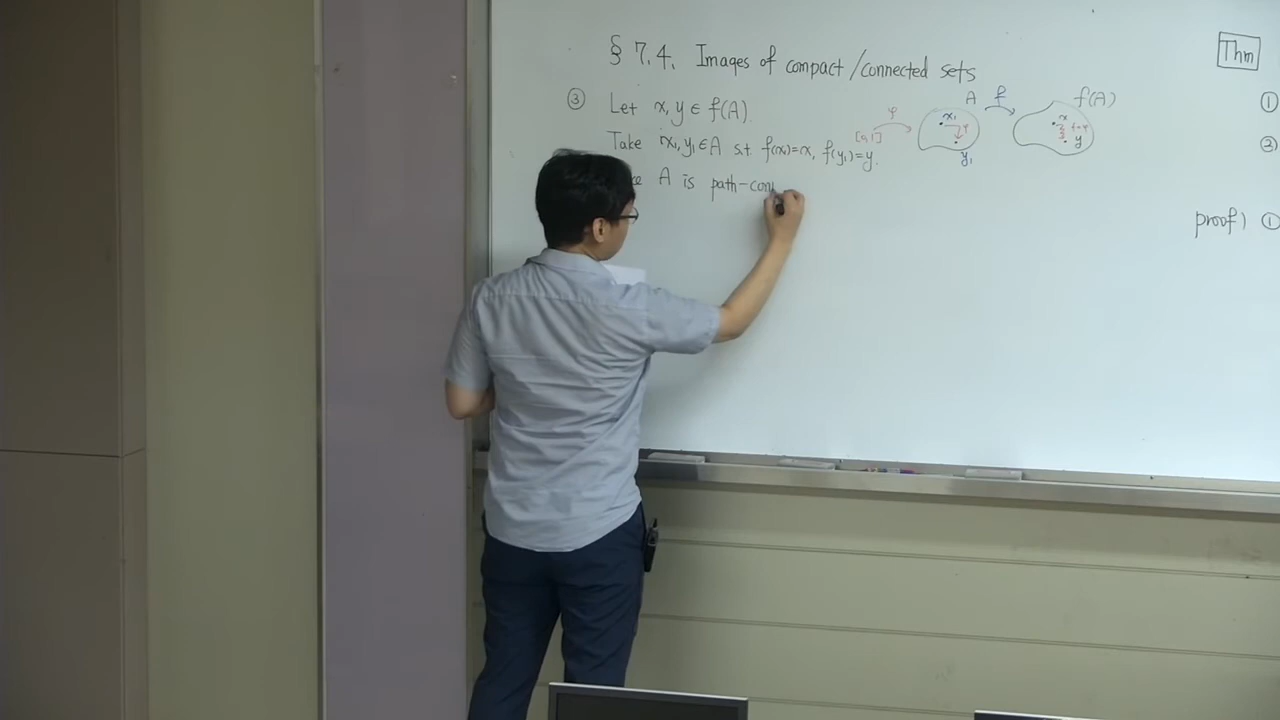 § 7.4. Images of compact/connected sets
③ Let x, y ∈ f(A).
Take x₁, y₁ ∈ A s.t. f(x₁)=x, f(y₁)=y.
A is path-con
[0,1] φ A f f(A)
x₁ φ y₁
x y
Thm
①
②
proof) ①